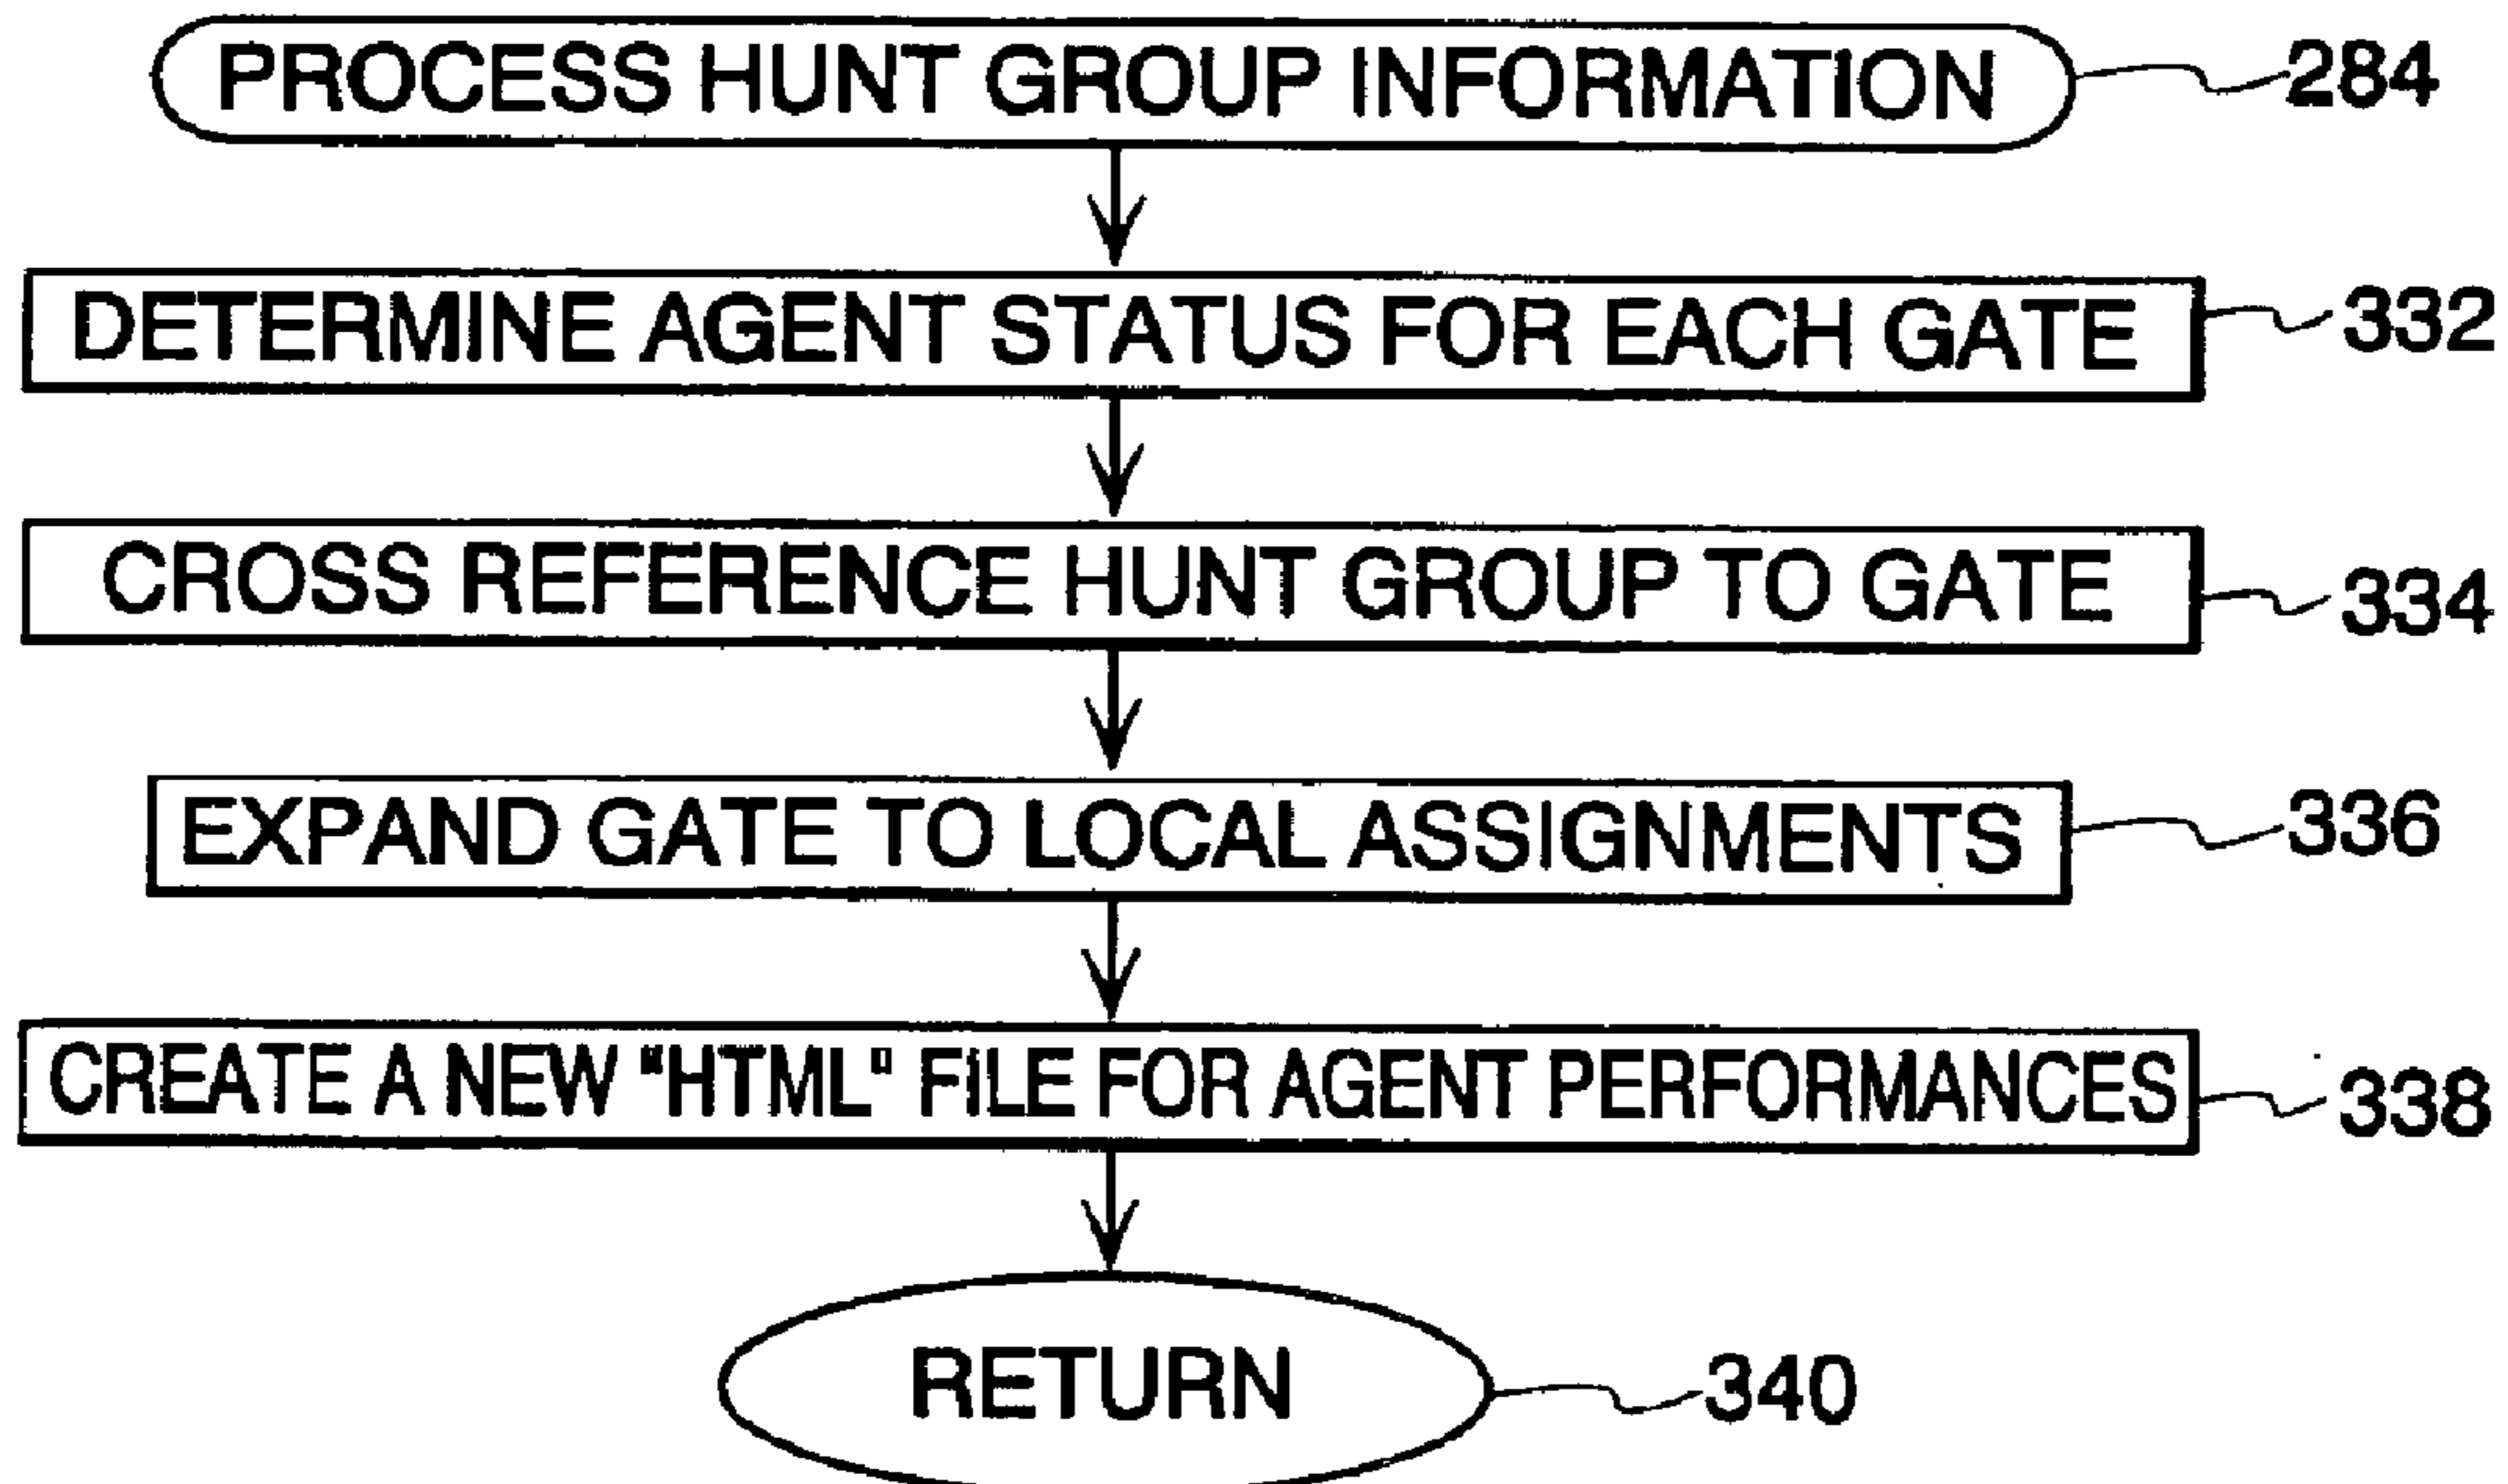 PROCESS HUNT GROUP INFORMATION 284
DETERMINE AGENT STATUS FOR EACH GATE 332
CROSS REFERENCE HUNT GROUP TO GATE 334
EXPAND GATE TO LOCAL ASSIGNMENTS 336
CREATE A NEW "HTML" FILE FOR AGENT PERFORMANCES 338
RETURN 340